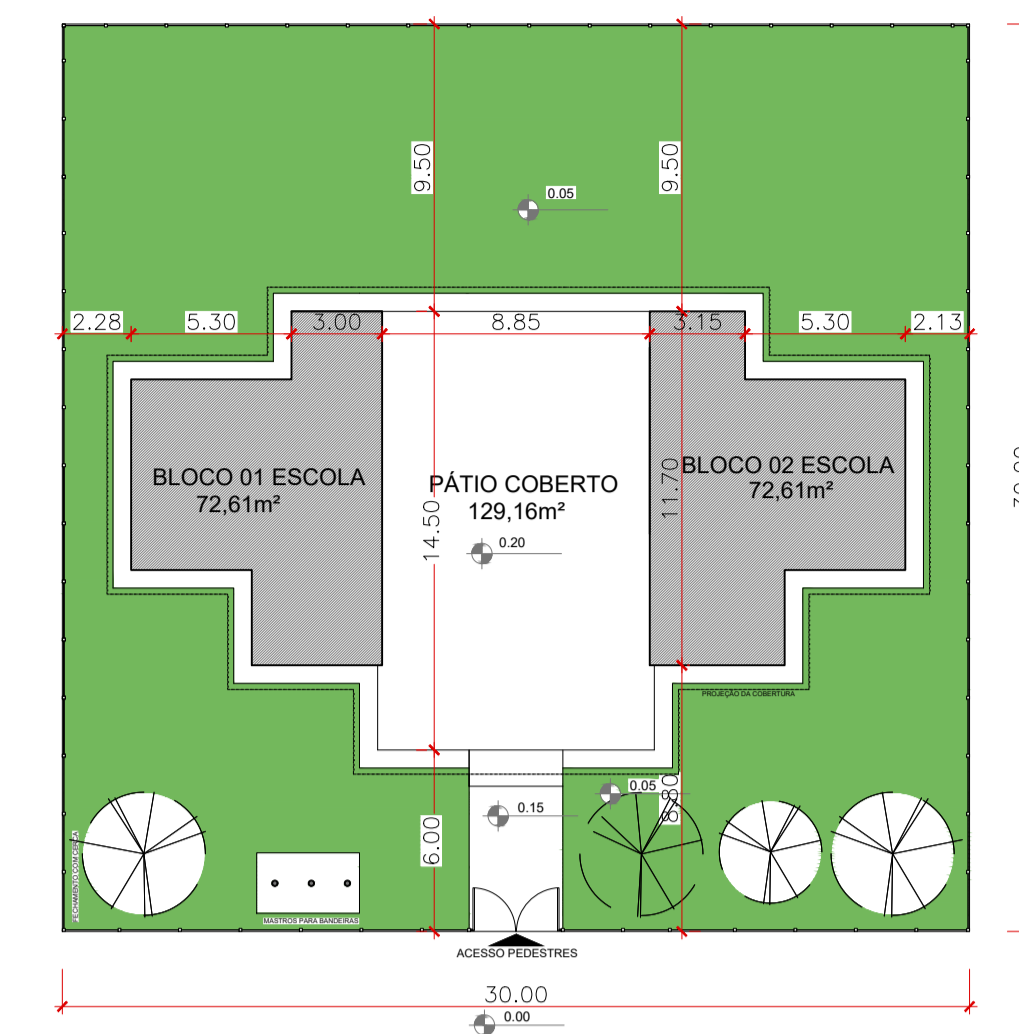 9.50
9.50
0.05
2.28
5.30
3.00
8.85
3.15
5.30
2.13
BLOCO 01 ESCOLA
72,61m²
PÁTIO COBERTO
129,16m²
BLOCO 02 ESCOLA
72,61m²
11.70
14.50
0.20
PROJEÇÃO DA COBERTURA
0.05
8.80
0.15
6.00
FECHAMENTO COM CERCA
MASTROS PARA BANDEIRAS
ACESSO PEDESTRES
30.00
0.00